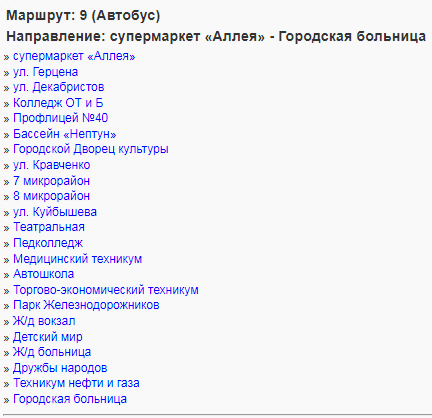 Маршрут: 9 (Автобус)
Направление: супермаркет «Аллея» - Городская больница
» супермаркет «Аллея»
» ул. Герцена
» ул. Декабристов
» Колледж ОТ и Б
» Профлицей №40
» Бассейн «Нептун»
» Городской Дворец культуры
» ул. Кравченко
» 7 микрорайон
» 8 микрорайон
» ул. Куйбышева
» Театральная
» Педколледж
» Медицинский техникум
» Автошкола
» Торгово-экономический техникум
» Парк Железнодорожников
» Ж/д вокзал
» Детский мир
» Ж/д больница
» Дружбы народов
» Техникум нефти и газа
» Городская больница